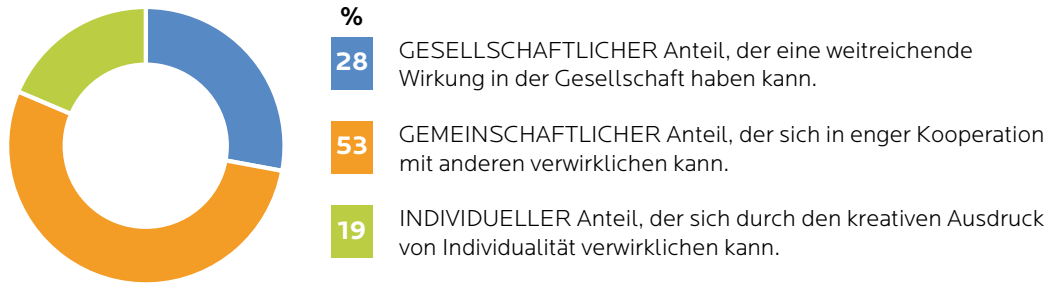 %
28 GESELLSCHAFTLICHER Anteil, der eine weitreichende
Wirkung in der Gesellschaft haben kann.
53 GEMEINSCHAFTLICHER Anteil, der sich in enger Kooperation
mit anderen verwirklichen kann.
19 INDIVIDUELLER Anteil, der sich durch den kreativen Ausdruck
von Individualität verwirklichen kann.